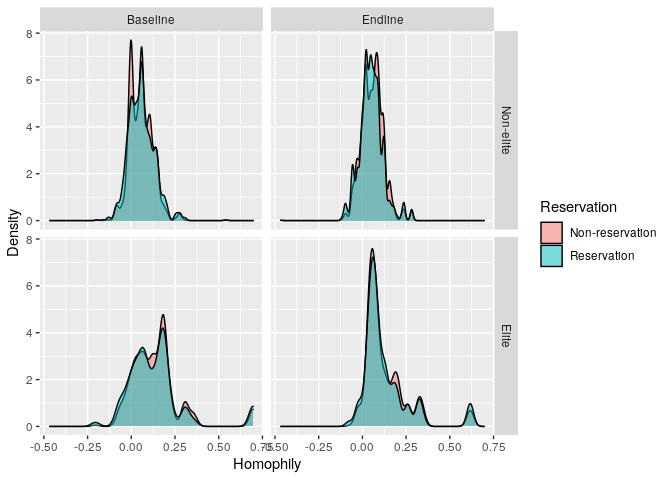 Baseline
Endline
8
6
4
2
0
Non-elite
8
6
4
2
0
Elite
Density
-0.50 -0.25 0.00 0.25 0.50 0.75
-0.50 -0.25 0.00 0.25 0.50 0.75
Homophily
Reservation
Non-reservation
Reservation